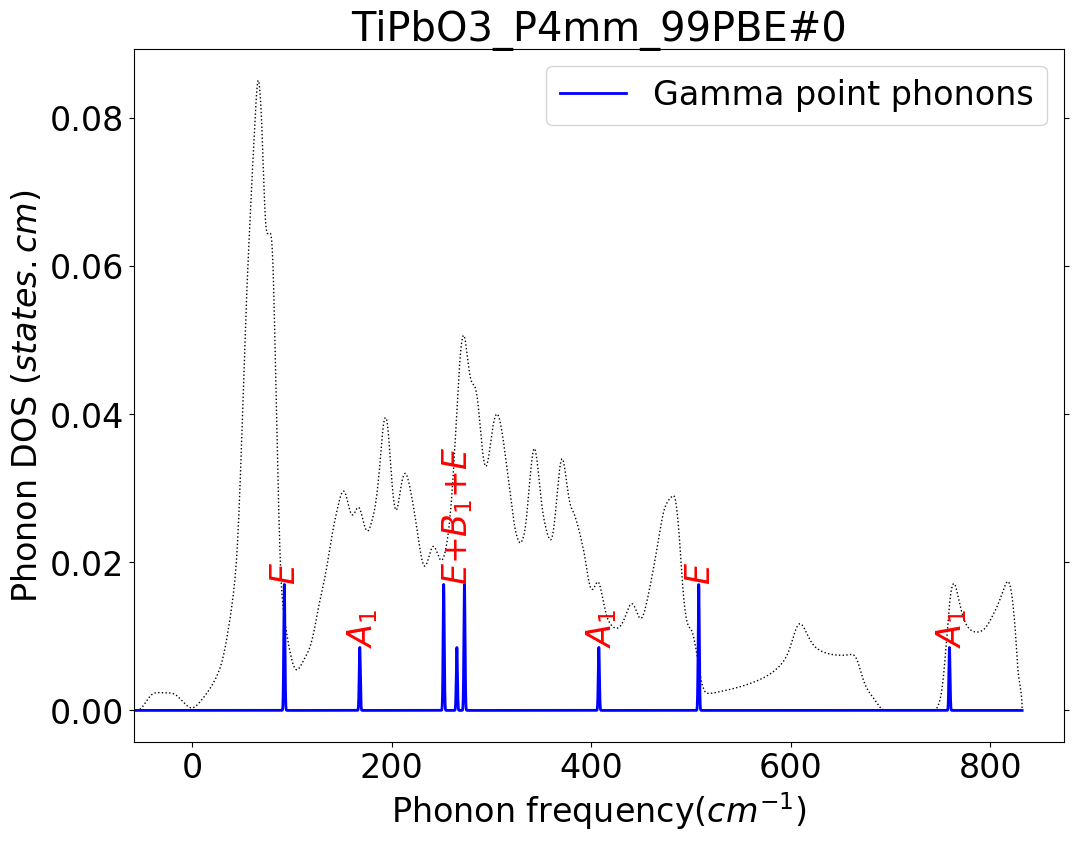 TiPbO3_P4mm_99PBE#0
Gamma point phonons
Phonon DOS (states.cm)
0.08
0.06
0.04
0.02
0.00
E
A₁
E+B₁+E
A₁
E
A₁
0 200 400 600 800
Phonon frequency(cm⁻¹)